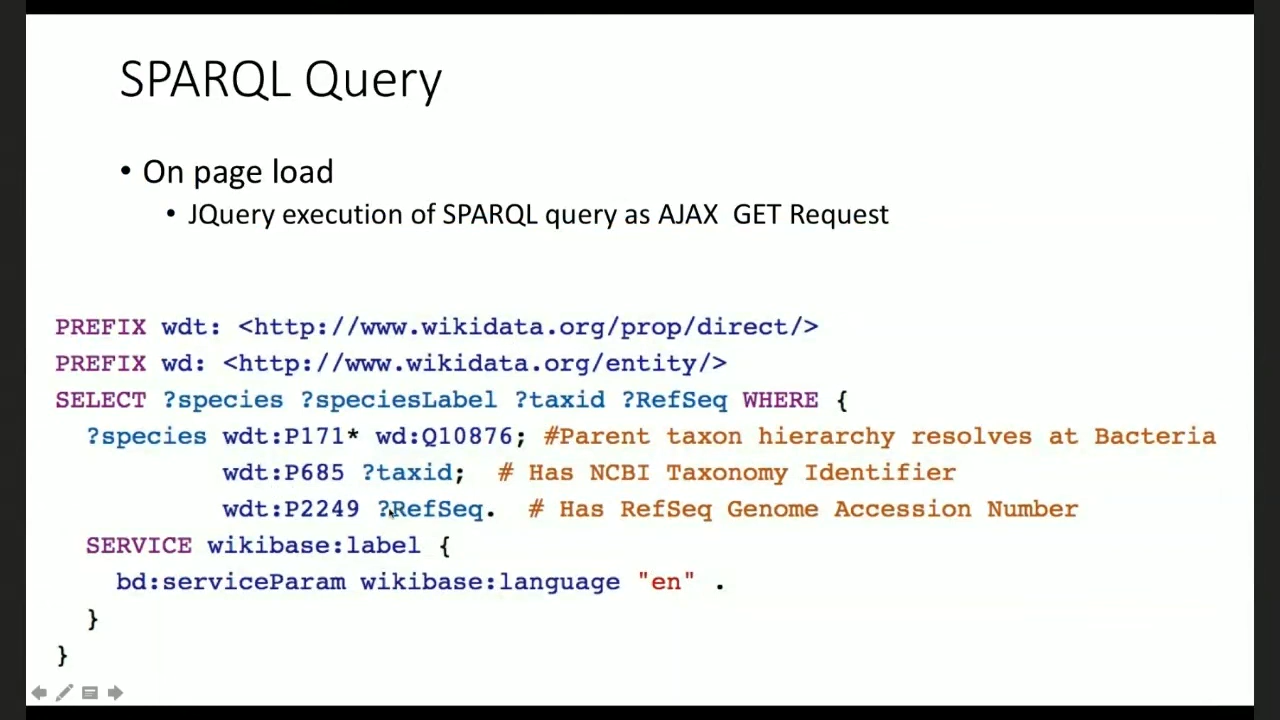 SPARQL Query
• On page load
• JQuery execution of SPARQL query as AJAX  GET Request
PREFIX wdt: <http://www.wikidata.org/prop/direct/>
PREFIX wd: <http://www.wikidata.org/entity/>
SELECT ?species ?speciesLabel ?taxid ?RefSeq WHERE {
?species wdt:P171* wd:Q10876; #Parent taxon hierarchy resolves at Bacteria
wdt:P685 ?taxid;  # Has NCBI Taxonomy Identifier
wdt:P2249 ?RefSeq.  # Has RefSeq Genome Accession Number
SERVICE wikibase:label {
bd:serviceParam wikibase:language "en" .
}
}